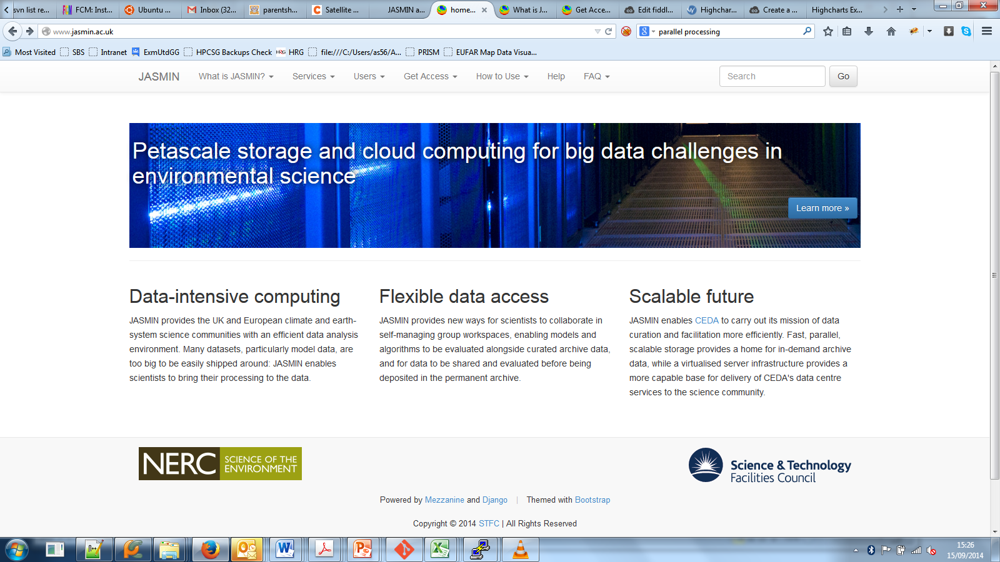 svn list re...
FCM: Inst...
Ubuntu ...
Inbox (32...
parentsh...
Satellite ...
JASMIN a...
home...
What is J...
Get Acce...
Edit fiddl...
Highchar...
Create a ...
Highcharts Ex...
www.jasmin.ac.uk
parallel processing
Most Visited
SBS
Intranet
ExmUtdGG
HPCSG Backups Check
HRG HRG
file:///C:/Users/as56/A...
PRISM
EUFAR Map Data Visua...
JASMIN
What is JASMIN?
Services
Users
Get Access
How to Use
Help
FAQ
Search
Go
Petascale storage and cloud computing for big data challenges in
environmental science
Learn more »
Data-intensive computing
JASMIN provides the UK and European climate and earth-
system science communities with an efficient data analysis
environment. Many datasets, particularly model data, are
too big to be easily shipped around: JASMIN enables
scientists to bring their processing to the data.
Flexible data access
JASMIN provides new ways for scientists to collaborate in
self-managing group workspaces, enabling models and
algorithms to be evaluated alongside curated archive data,
and for data to be shared and evaluated before being
deposited in the permanent archive.
Scalable future
JASMIN enables CEDA to carry out its mission of data
curation and facilitation more efficiently. Fast, parallel,
scalable storage provides a home for in-demand archive
data, while a virtualised server infrastructure provides a
more capable base for delivery of CEDA's data centre
services to the science community.
NERC SCIENCE OF THE
ENVIRONMENT
Science & Technology
Facilities Council
Powered by Mezzanine and Django | Themed with Bootstrap
Copyright © 2014 STFC | All Rights Reserved
15:26
15/09/2014